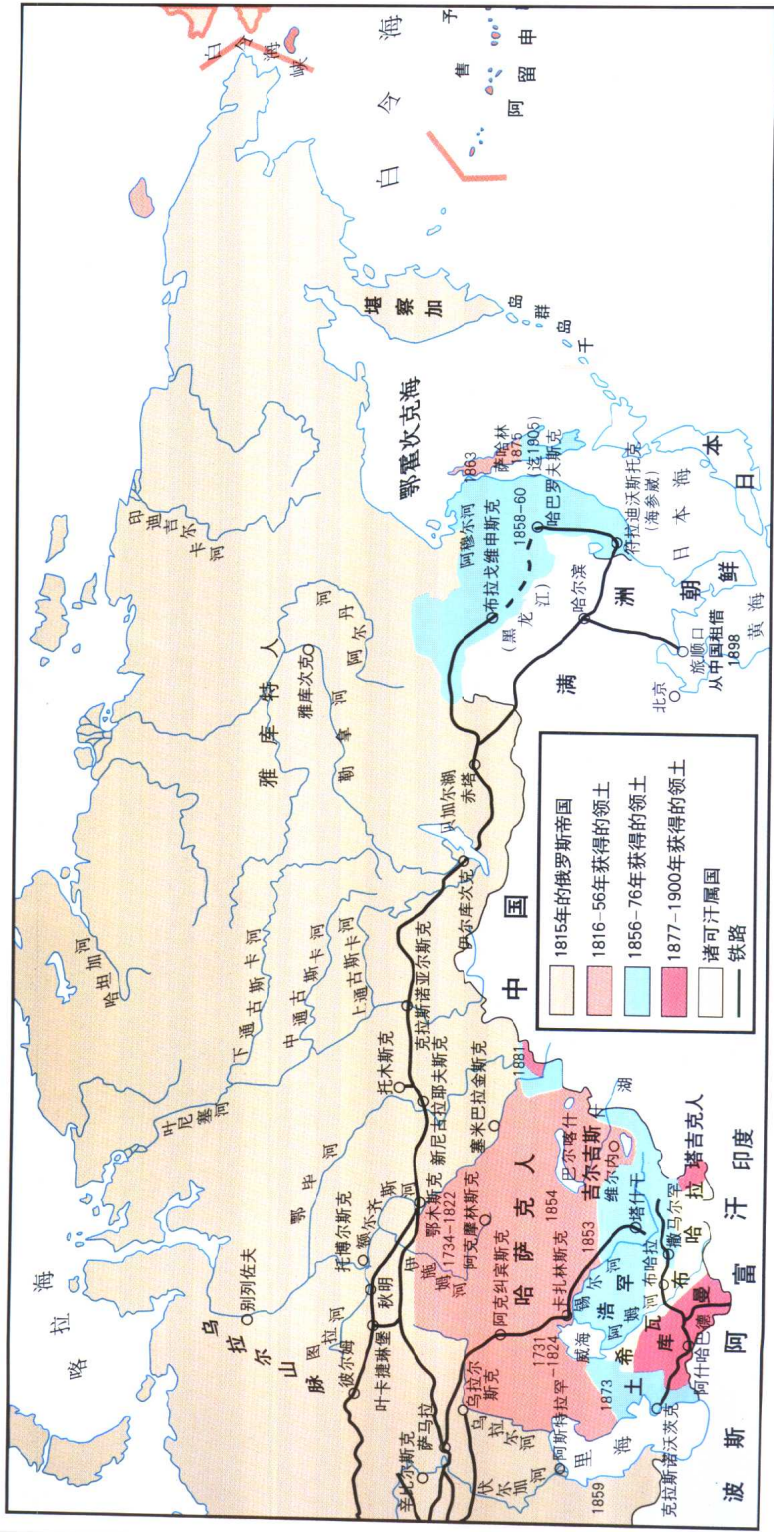 白令海峡
白令海
售予
阿留申
喀拉海
哈坦加河
印迪吉尔卡河
堪察加
鄂霍次克海
千岛群岛
叶尼塞河
下通古斯卡河
中通古斯卡河
上通古斯卡河
雅库特人
雅库次克
勒拿河
阿尔丹河
1863
萨哈林
1875
(迄1905)
阿穆尔河
布拉戈维申斯克
1858-60
哈巴罗夫斯克
(黑龙江)
符拉迪沃斯托克
(海参崴)
日本海
日本
哈尔滨
满洲
朝鲜
旅顺口
从中国租借
1898
黄海
北京
乌拉尔山脉
别列佐夫
鄂毕河
托博尔斯克
额尔齐斯河
图拉河
彼尔姆
秋明
叶卡捷琳堡
托木斯克
新尼古拉耶夫斯克
克拉斯诺亚尔斯克
伊尔库次克
贝加尔湖
赤塔
中国
辛比尔斯克
萨马拉
伏尔加河
乌拉尔河
乌拉尔斯克
鄂木斯克
1734-1822
伊施姆河
阿克摩林斯克
塞米巴拉金斯克
阿克纠宾斯克
哈萨克人
1854
1853
1731
-1824
卡扎林斯克
巴尔喀什湖
1881
吉尔吉斯
维尔内
什
塔什干
锡尔河
浩罕
威海
阿姆河
希瓦
布哈拉
布哈拉
撒马尔罕
塔吉克人
土库曼
阿什哈巴德
1873
阿斯特拉罕
里海
1859
克拉斯诺沃茨克
波斯
阿富汗
印度
1815年的俄罗斯帝国
1816-56年获得的领土
1856-76年获得的领土
1877-1900年获得的领土
诸可汗属国
铁路